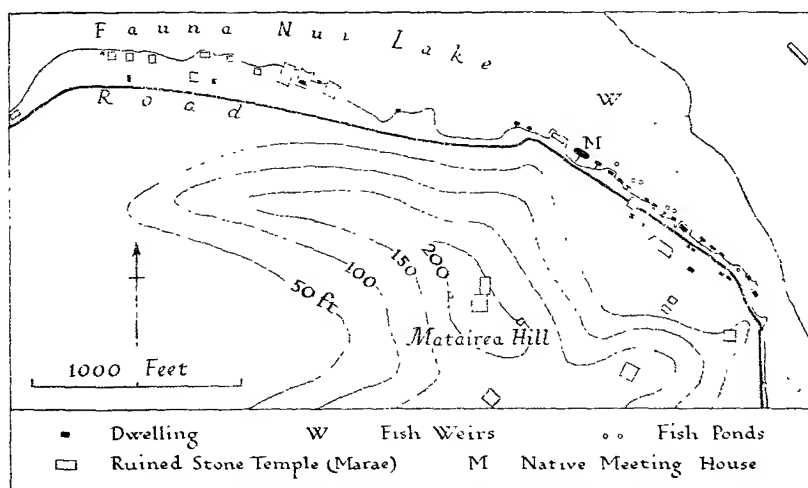 Fauna Nui Lake
Road
W
M
50 ft
100
150
200
Matairea Hill
1000 Feet
Dwelling W Fish Weirs Fish Ponds
Ruined Stone Temple (Marae) M Native Meeting House